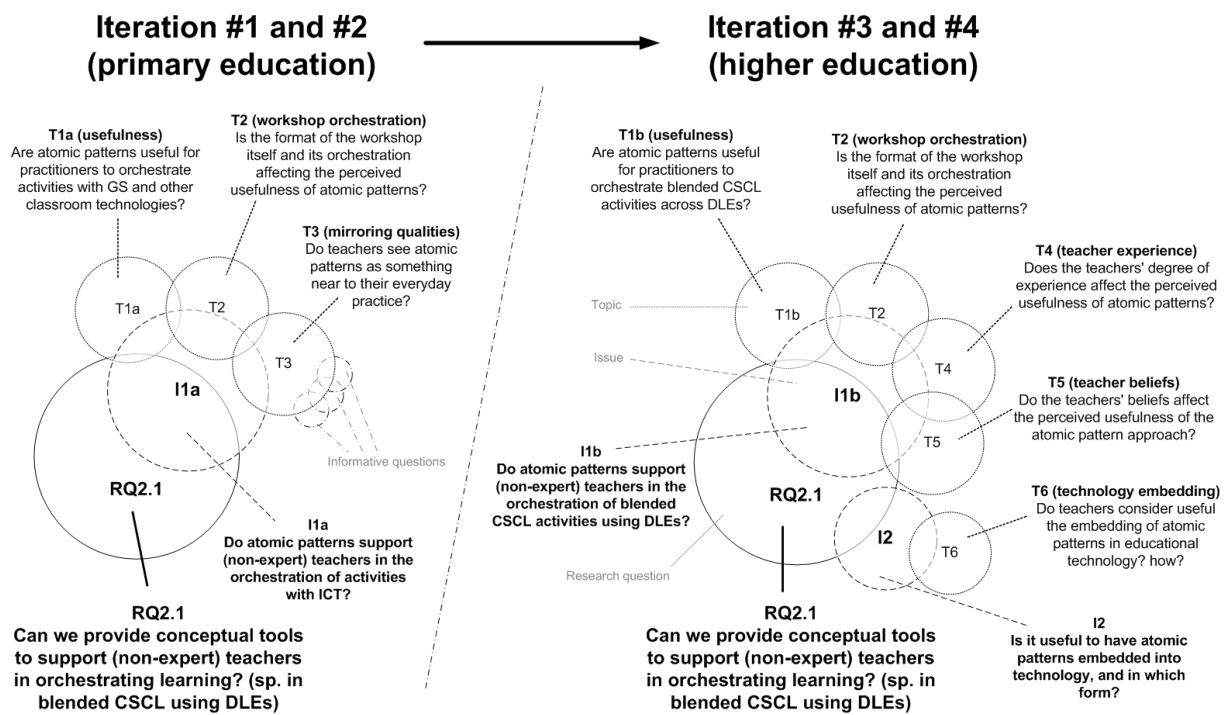 Iteration #1 and #2
(primary education)
Iteration #3 and #4
(higher education)
T1a (usefulness)
Are atomic patterns useful for
practitioners to orchestrate
activities with GS and other
classroom technologies?
T2 (workshop orchestration)
Is the format of the workshop
itself and its orchestration
affecting the perceived
usefulness of atomic patterns?
T3 (mirroring qualities)
Do teachers see atomic
patterns as something
near to their everyday
practice?
T1a
T2
T3
I1a
Informative questions
RQ2.1
I1a
Do atomic patterns support
(non-expert) teachers in the
orchestration of activities
with ICT?
RQ2.1
Can we provide conceptual tools
to support (non-expert) teachers
in orchestrating learning? (sp. in
blended CSCL using DLEs)
T1b (usefulness)
Are atomic patterns useful
for practitioners to
orchestrate blended CSCL
activities across DLEs?
T2 (workshop orchestration)
Is the format of the workshop
itself and its orchestration
affecting the perceived
usefulness of atomic patterns?
T4 (teacher experience)
Does the teachers' degree of
experience affect the perceived
usefulness of atomic patterns?
Topic
T1b
T2
Issue
T4
I1b
T5 (teacher beliefs)
Do the teachers' beliefs affect
the perceived usefulness of the
atomic pattern approach?
T5
I1b
Do atomic patterns support
(non-expert) teachers in the
orchestration of blended
CSCL activities using DLEs?
RQ2.1
T6 (technology embedding)
Do teachers consider useful
the embedding of atomic
patterns in educational
technology? how?
I2
T6
Research question
RQ2.1
Can we provide conceptual tools
to support (non-expert) teachers
in orchestrating learning? (sp. in
blended CSCL using DLEs)
I2
Is it useful to have atomic
patterns embedded into
technology, and in which
form?